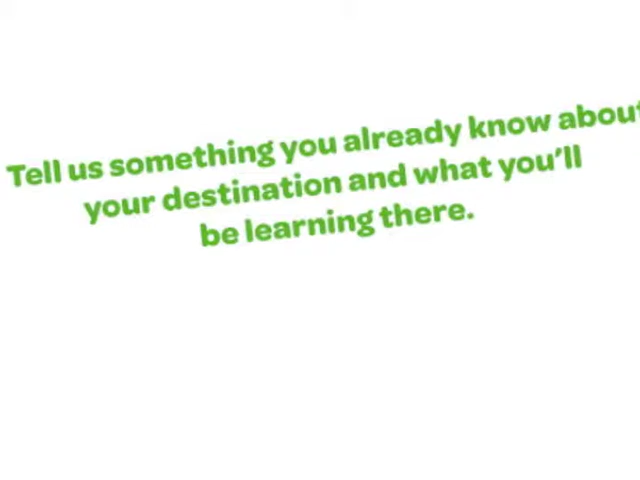 Tell us something you already know about
your destination and what you'll
be learning there.